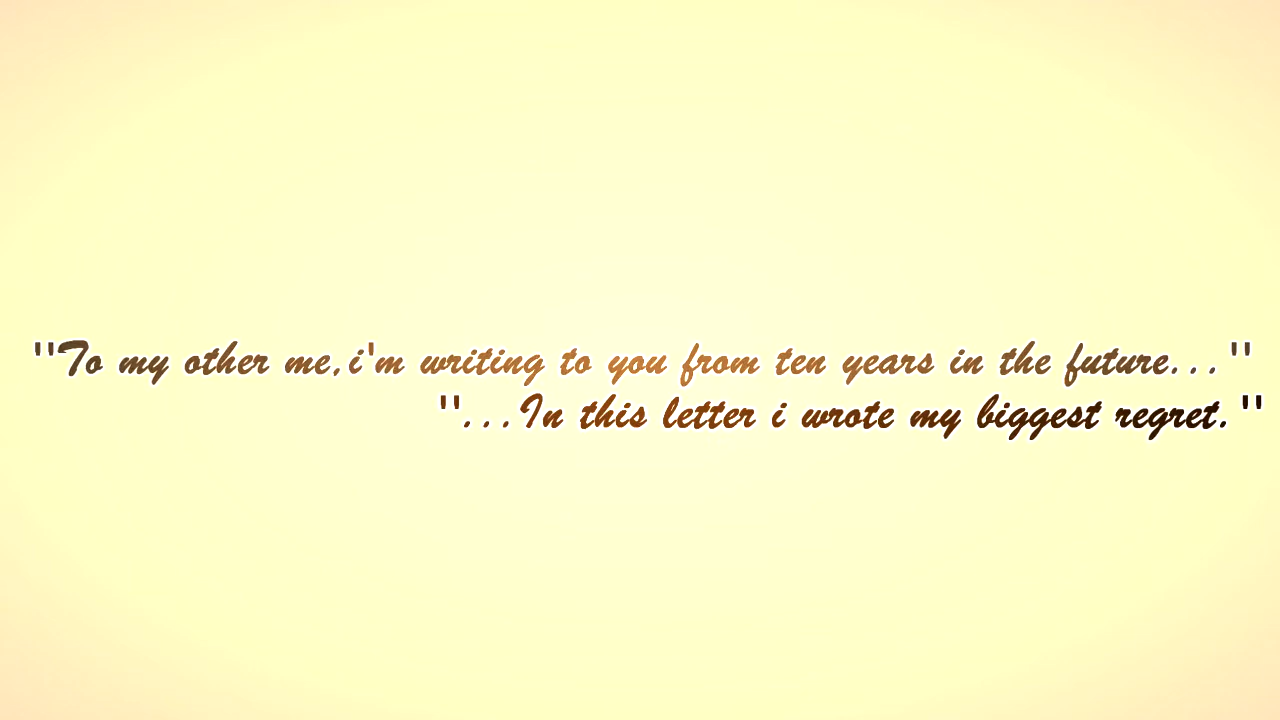 "To my other me,i'm writing to you from ten years in the future..."
"...In this letter i wrote my biggest regret."